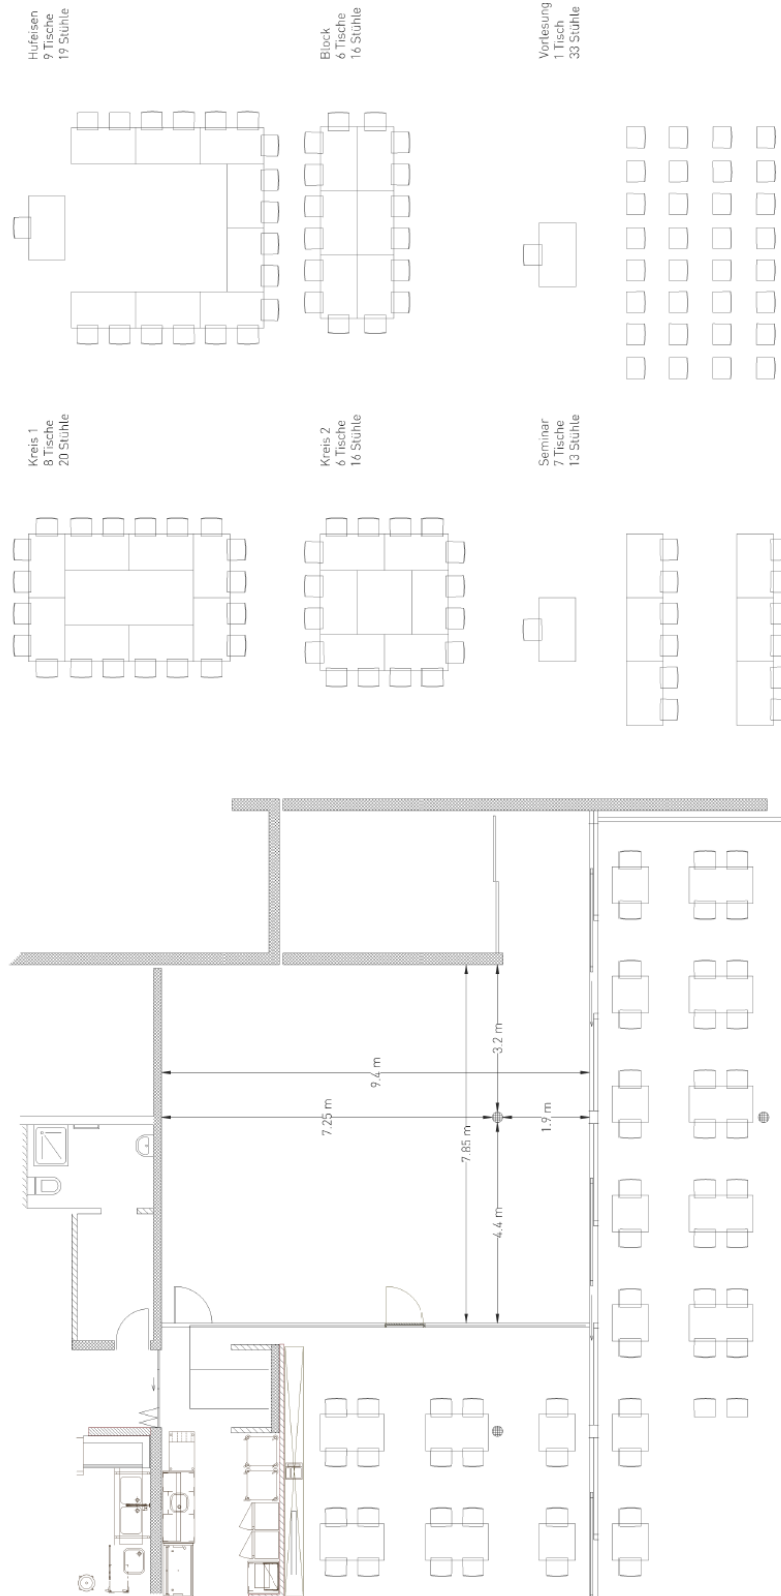 Hufeisen
9 Tische
19 Stühle
Block
6 Tische
16 Stühle
Vorlesung
1 Tisch
33 Stühle
Kreis 1
8 Tische
20 Stühle
Kreis 2
6 Tische
16 Stühle
Seminar
7 Tische
13 Stühle
9.4 m
3.2 m
7.25 m
1.9 m
7.85 m
4.4 m